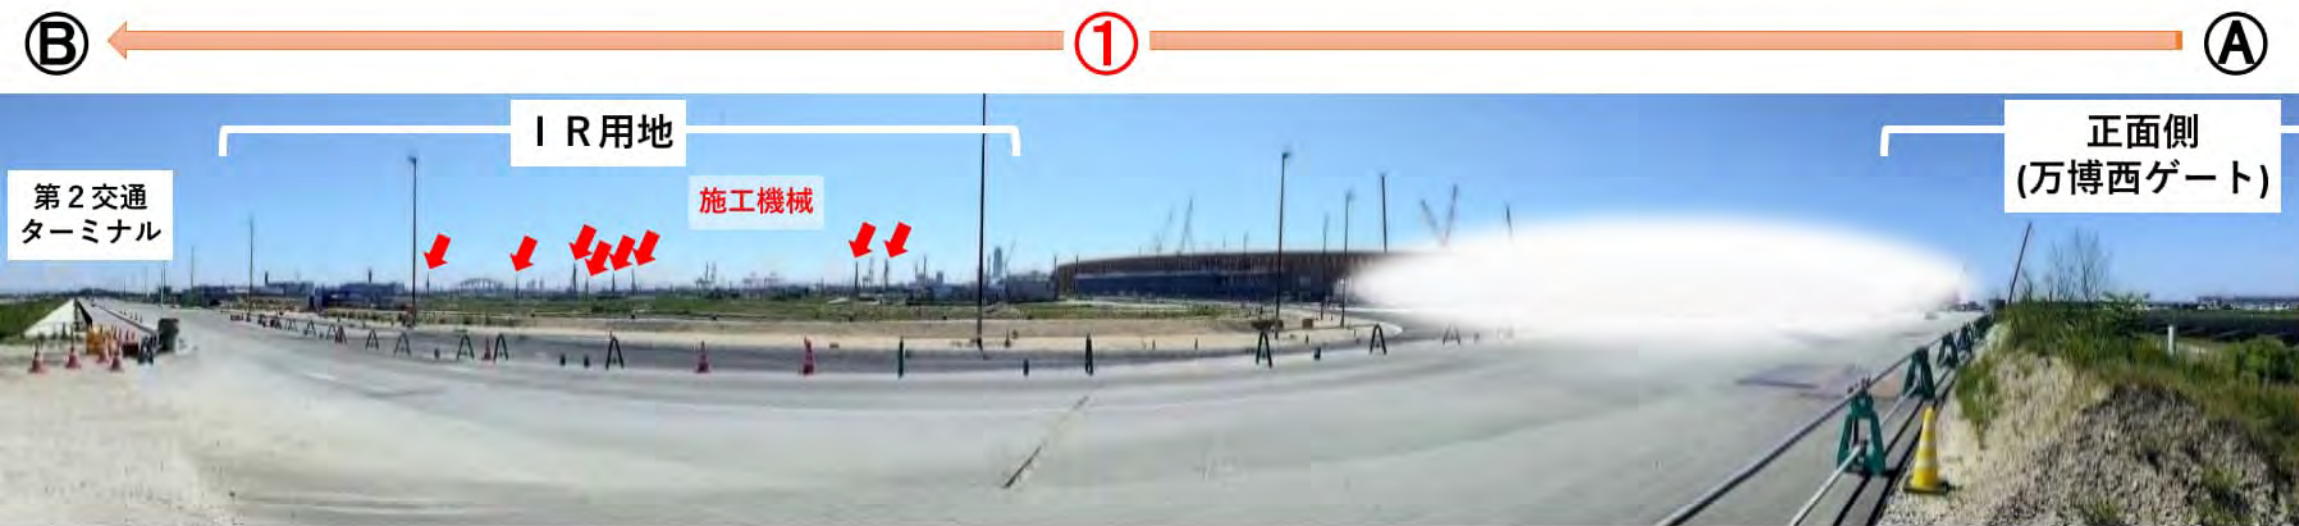 Ⓑ ① Ⓐ
ＩＲ用地
正面側
(万博西ゲート)
第２交通
ターミナル
施工機械